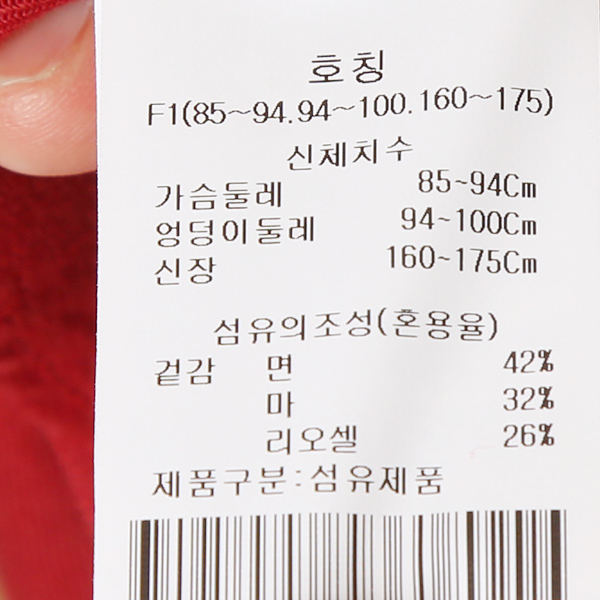 호칭
F1(85~94.94~100.160~175)
신체치수
가슴둘레 85~94Cm
엉덩이둘레 94~100Cm
신장 160~175Cm
섬유의조성(혼용율)
겉감 면 42%
마 32%
리오셀 26%
제품구분:섬유제품